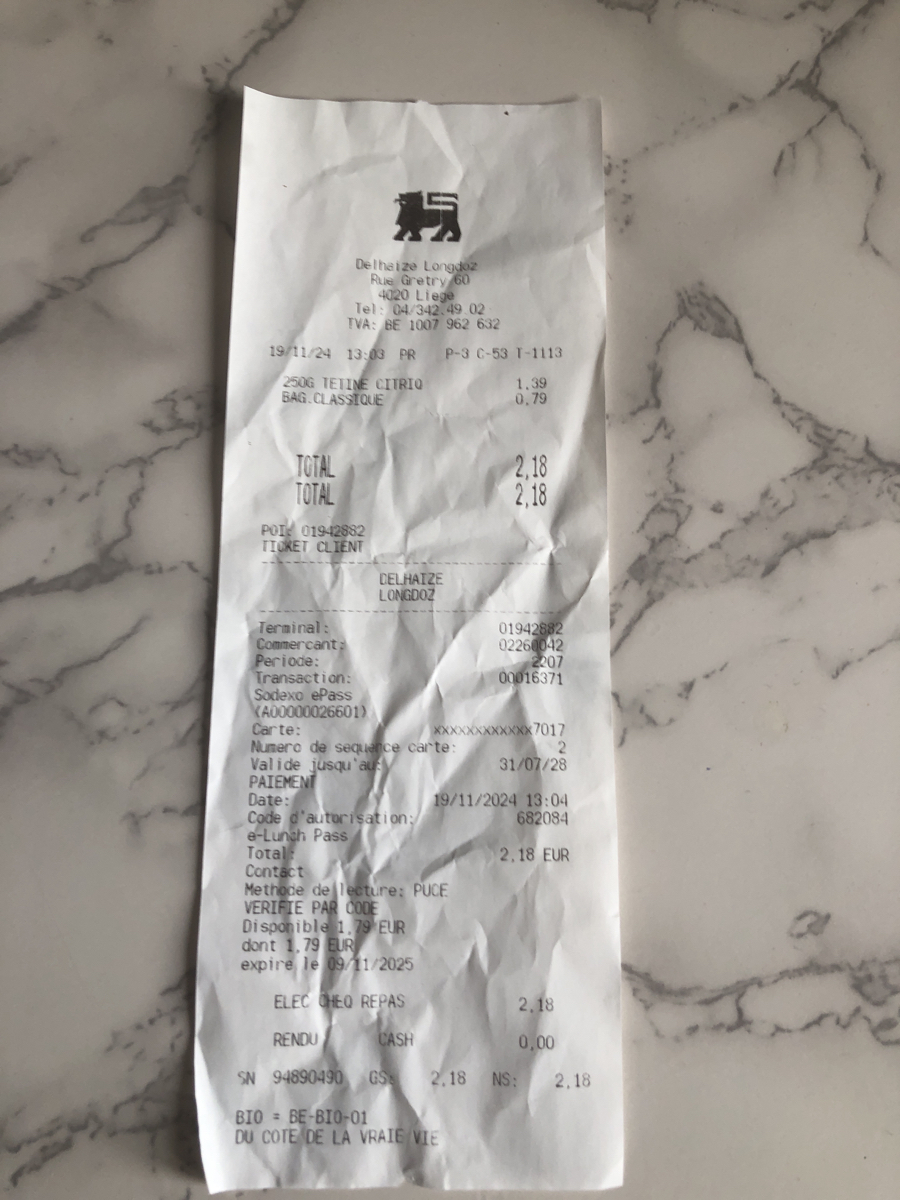 Delhaize Longdoz
Rue Gretry 60
4020 Liege
Tel: 04/342.49.02
TVA: BE 1007 962 632
19/11/24 13:03 PR P-3 C-53 T-1113
250G TETINE CITRIQ 1,39
BAG.CLASSIQUE 0,79
TOTAL 2,18
TOTAL 2,18
POI: 01942882
TICKET CLIENT
DELHAIZE
LONGDOZ
Terminal: 01942882
Commercant: 02260042
Periode: 2207
Transaction: 00016371
Sodexo ePass
(A00000026601)
Carte: xxxxxxxxxxxx7017
Numero de sequence carte: 2
Valide jusqu'au: 31/07/28
PAIEMENT
Date: 19/11/2024 13:04
Code d'autorisation: 682084
e-Lunch Pass
Total: 2,18 EUR
Contact
Methode de lecture: PUCE
VERIFIE PAR CODE
Disponible 1,79 EUR
dont 1,79 EUR
expire le 09/11/2025
ELEC CHEQ REPAS 2,18
RENDU CASH 0,00
SN 94890490 GS: 2,18 NS: 2,18
BIO = BE-BIO-01
DU COTE DE LA VRAIE VIE